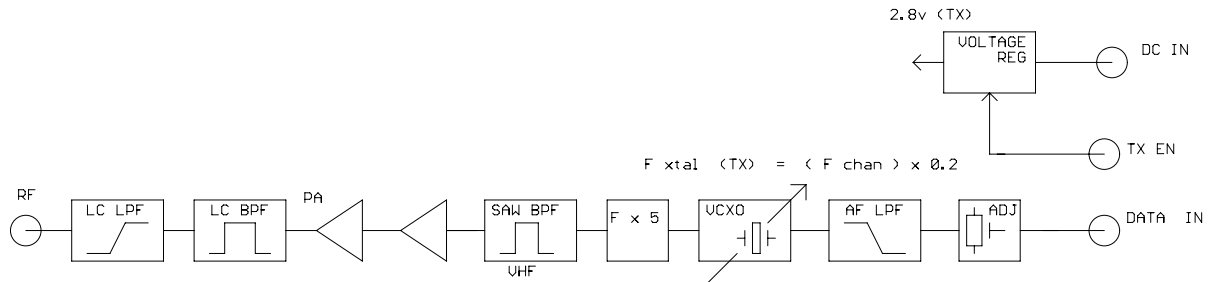 2.8v (TX)
VOLTAGE
REG
DC IN
TX EN
F xtal (TX) = ( F chan ) x 0.2
RF
LC LPF
LC BPF
PA
SAW BPF
VHF
F x 5
VCXO
AF LPF
ADJ
DATA IN